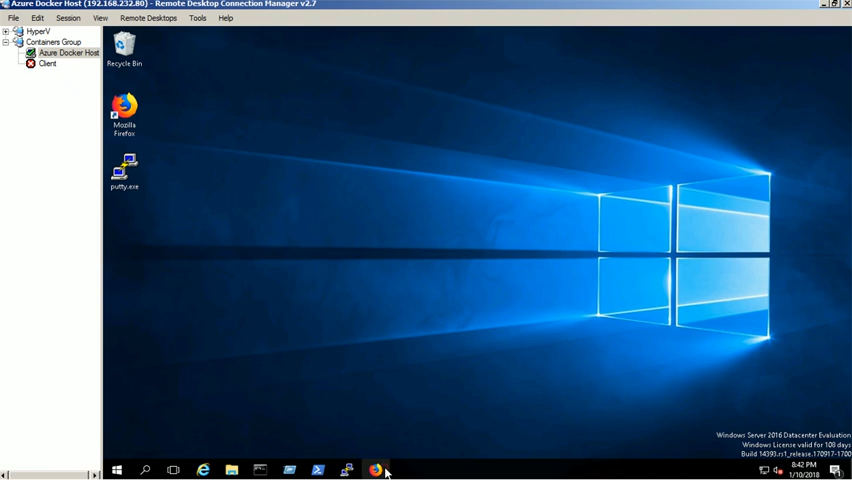 Azure Docker Host (192.168.232.80) - Remote Desktop Connection Manager v2.7
File Edit Session View Remote Desktops Tools Help
HyperV
Containers Group
Azure Docker Host
Client
Recycle Bin
Mozilla
Firefox
putty.exe
Windows Server 2016 Datacenter Evaluation
Windows License valid for 108 days
Build 14393.rs1_release.170917-1700
8:42 PM
1/10/2018